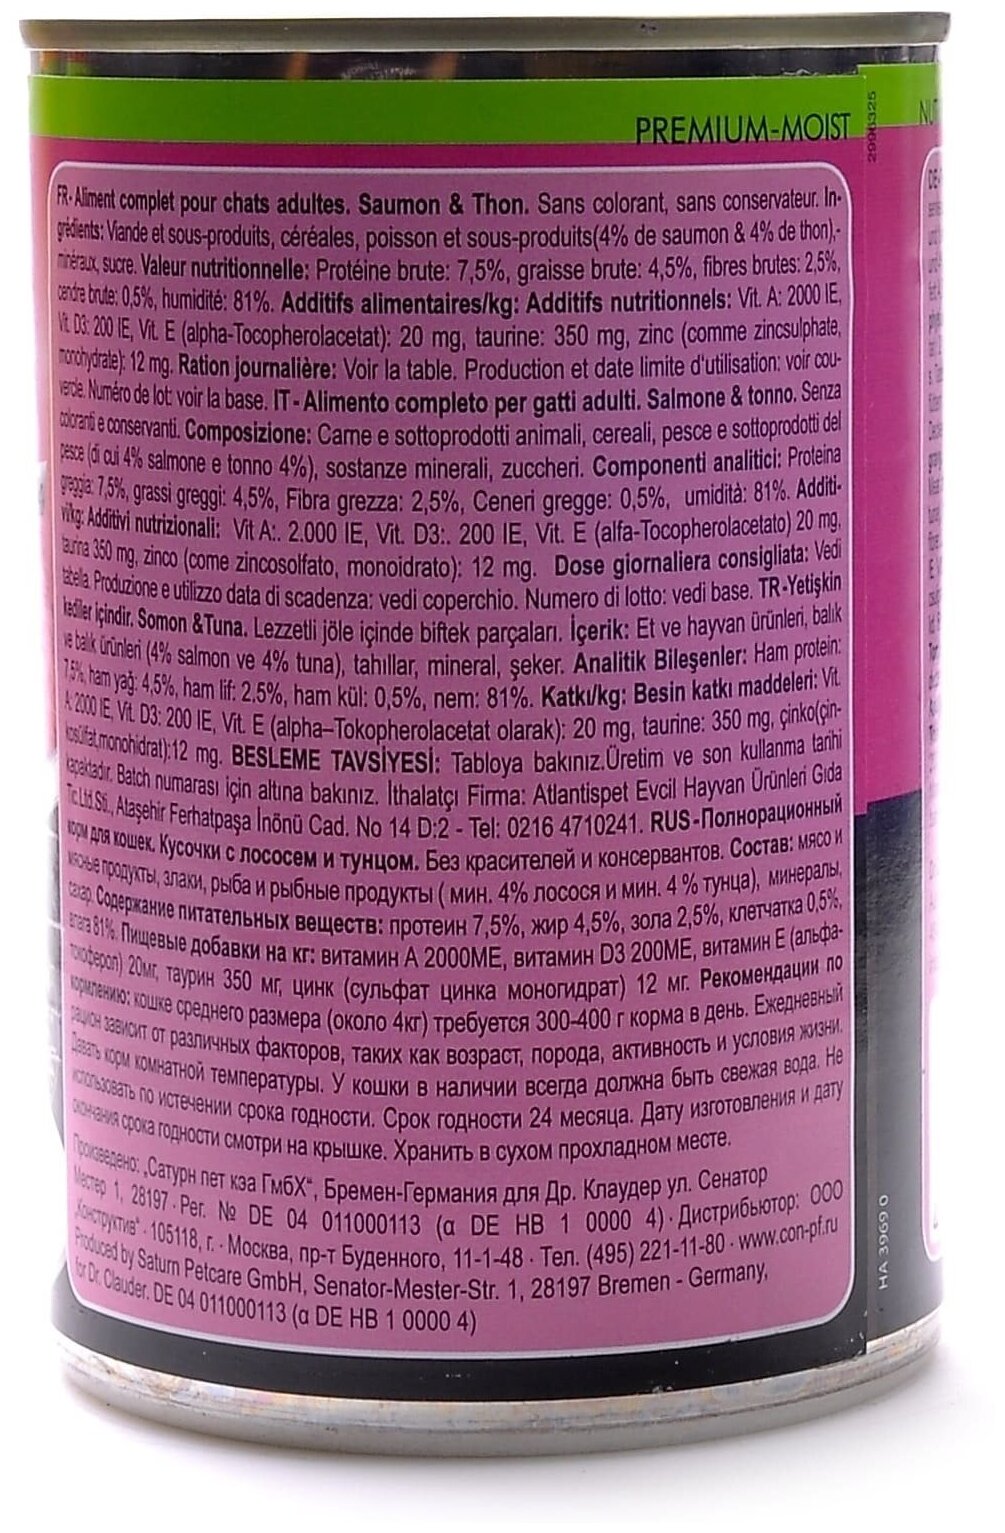 PREMIUM-MOIST
2996325
FR- Aliment complet pour chats adultes. Saumon & Thon. Sans colorant, sans conservateur. In-
grédients: Viande et sous-produits, céréales, poisson et sous-produits(4% de saumon & 4% de thon),-
minéraux, sucre. Valeur nutritionnelle: Protéine brute: 7,5%, graisse brute: 4,5%, fibres brutes: 2,5%,
cendre brute: 0,5%, humidité: 81%. Additifs alimentaires/kg: Additifs nutritionnels: Vit. A: 2000 IE,
Vit. D3: 200 IE, Vit. E (alpha-Tocopherolacetat): 20 mg, taurine: 350 mg, zinc (comme zincsulphate,
monohydrate): 12 mg. Ration journalière: Voir la table. Production et date limite d'utilisation: voir cou-
vercle. Numéro de lot: voir la base. IT - Alimento completo per gatti adulti. Salmone & tonno. Senza
coloranti e conservanti. Composizione: Carne e sottoprodotti animali, cereali, pesce e sottoprodotti del
pesce (di cui 4% salmone e tonno 4%), sostanze minerali, zuccheri. Componenti analitici: Proteina
greggia: 7,5%, grassi greggi: 4,5%, Fibra grezza: 2,5%, Ceneri gregge: 0,5%, umidità: 81%. Additi-
vi/kg: Additivi nutrizionali: Vit A:. 2.000 IE, Vit. D3:. 200 IE, Vit. E (alfa-Tocopherolacetato) 20 mg,
taurina 350 mg, zinco (come zincosolfato, monoidrato): 12 mg. Dose giornaliera consigliata: Vedi
tabella. Produzione e utilizzo data di scadenza: vedi coperchio. Numero di lotto: vedi base. TR -Yetişkin
kediler içindir. Somon &Tuna. Lezzetli jöle içinde biftek parçaları. İçerik: Et ve hayvan ürünleri, balık
ve balık ürünleri (4% salmon ve 4% tuna), tahıllar, mineral, şeker. Analitik Bileşenler: Ham protein:
7,5%, ham yağ: 4,5%, ham lif: 2,5%, ham kül: 0,5%, nem: 81%. Katkı/kg: Besin katkı maddeleri: Vit.
A: 2000 IE, Vit. D3: 200 IE, Vit. E (alpha–Tokopherolacetat olarak): 20 mg, taurine: 350 mg, çinko(çin-
kosülfat,monohidrat):12 mg. BESLEME TAVSİYESİ: Tabloya bakınız.Üretim ve son kullanma tarihi
kapaktadır. Batch numarası için altına bakınız. İthalatçı Firma: Atlantispet Evcil Hayvan Ürünleri Gıda
Tic.Ltd.Sti., Ataşehir Ferhatpaşa İnönü Cad. No 14 D:2 - Tel: 0216 4710241. RUS -Полнорационный
корм для кошек. Кусочки с лососем и тунцом. Без красителей и консервантов. Состав: мясо и
мясные продукты, злаки, рыба и рыбные продукты ( мин. 4% лосося и мин. 4 % тунца), минералы,
сахар. Содержание питательных веществ: протеин 7,5%, жир 4,5%, зола 2,5%, клетчатка 0,5%,
влага 81%. Пищевые добавки на кг: витамин А 2000МЕ, витамин D3 200МЕ, витамин Е (альфа-
токоферол) 20мг, таурин 350 мг, цинк (сульфат цинка моногидрат) 12 мг. Рекомендации по
кормлению: кошке среднего размера (около 4кг) требуется 300-400 г корма в день. Ежедневный
рацион зависит от различных факторов, таких как возраст, порода, активность и условия жизни.
Давать корм комнатной температуры. У кошки в наличии всегда должна быть свежая вода. Не
использовать по истечении срока годности. Срок годности 24 месяца. Дату изготовления и дату
окончания срока годности смотри на крышке. Хранить в сухом прохладном месте.
Произведено: „Сатурн пет кэа ГмбХ“, Бремен-Германия для Др. Клаудер ул. Сенатор
Местер 1, 28197 · Рег. № DE 04 011000113 (α DE HB 1 0000 4) · Дистрибьютор: ООО
„Конструктив“ · 105118, г. · Москва, пр-т Буденного, 11-1-48 · Тел. (495) 221-11-80 · www.con-pf.ru
Produced by Saturn Petcare GmbH, Senator-Mester-Str. 1, 28197 Bremen - Germany,
for Dr. Clauder. DE 04 011000113 (α DE HB 1 0000 4)
HA 3969 0